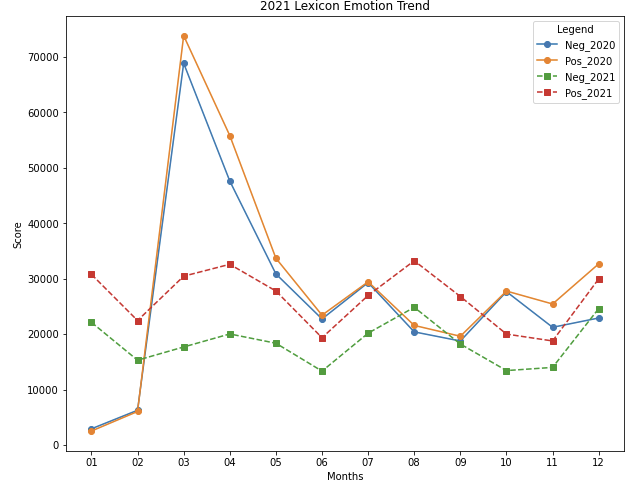 2021 Lexicon Emotion Trend
Legend
Neg_2020
Pos_2020
Neg_2021
Pos_2021
70000
60000
50000
40000
30000
20000
10000
0
Score
01 02 03 04 05 06 07 08 09 10 11 12
Months